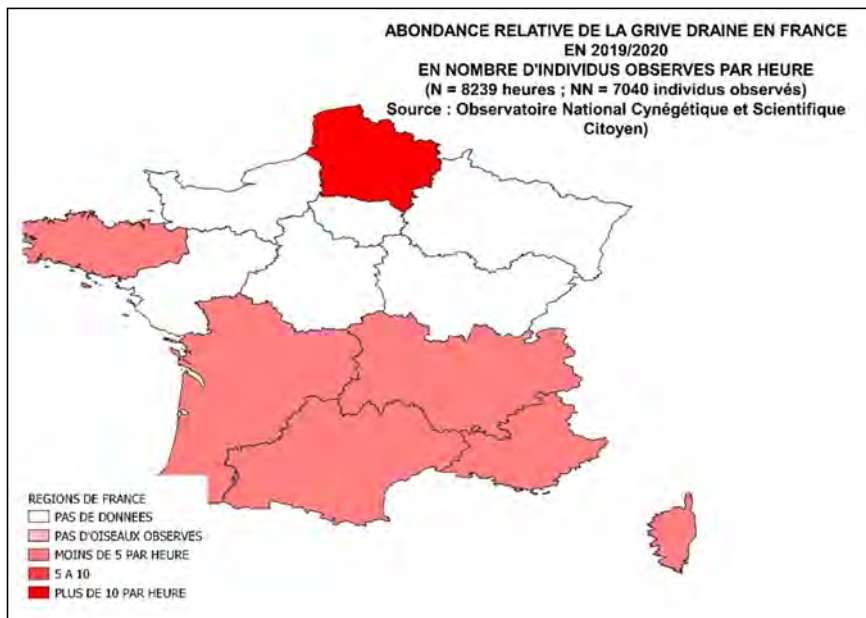 ABONDANCE RELATIVE DE LA GRIVE DRAINE EN FRANCE
EN 2019/2020
EN NOMBRE D'INDIVIDUS OBSERVES PAR HEURE
(N = 8239 heures ; NN = 7040 individus observés)
Source : Observatoire National Cynégétique et Scientifique
Citoyen)
REGIONS DE FRANCE
PAS DE DONNEES
PAS D'OISEAUX OBSERVES
MOINS DE 5 PAR HEURE
5 A 10
PLUS DE 10 PAR HEURE